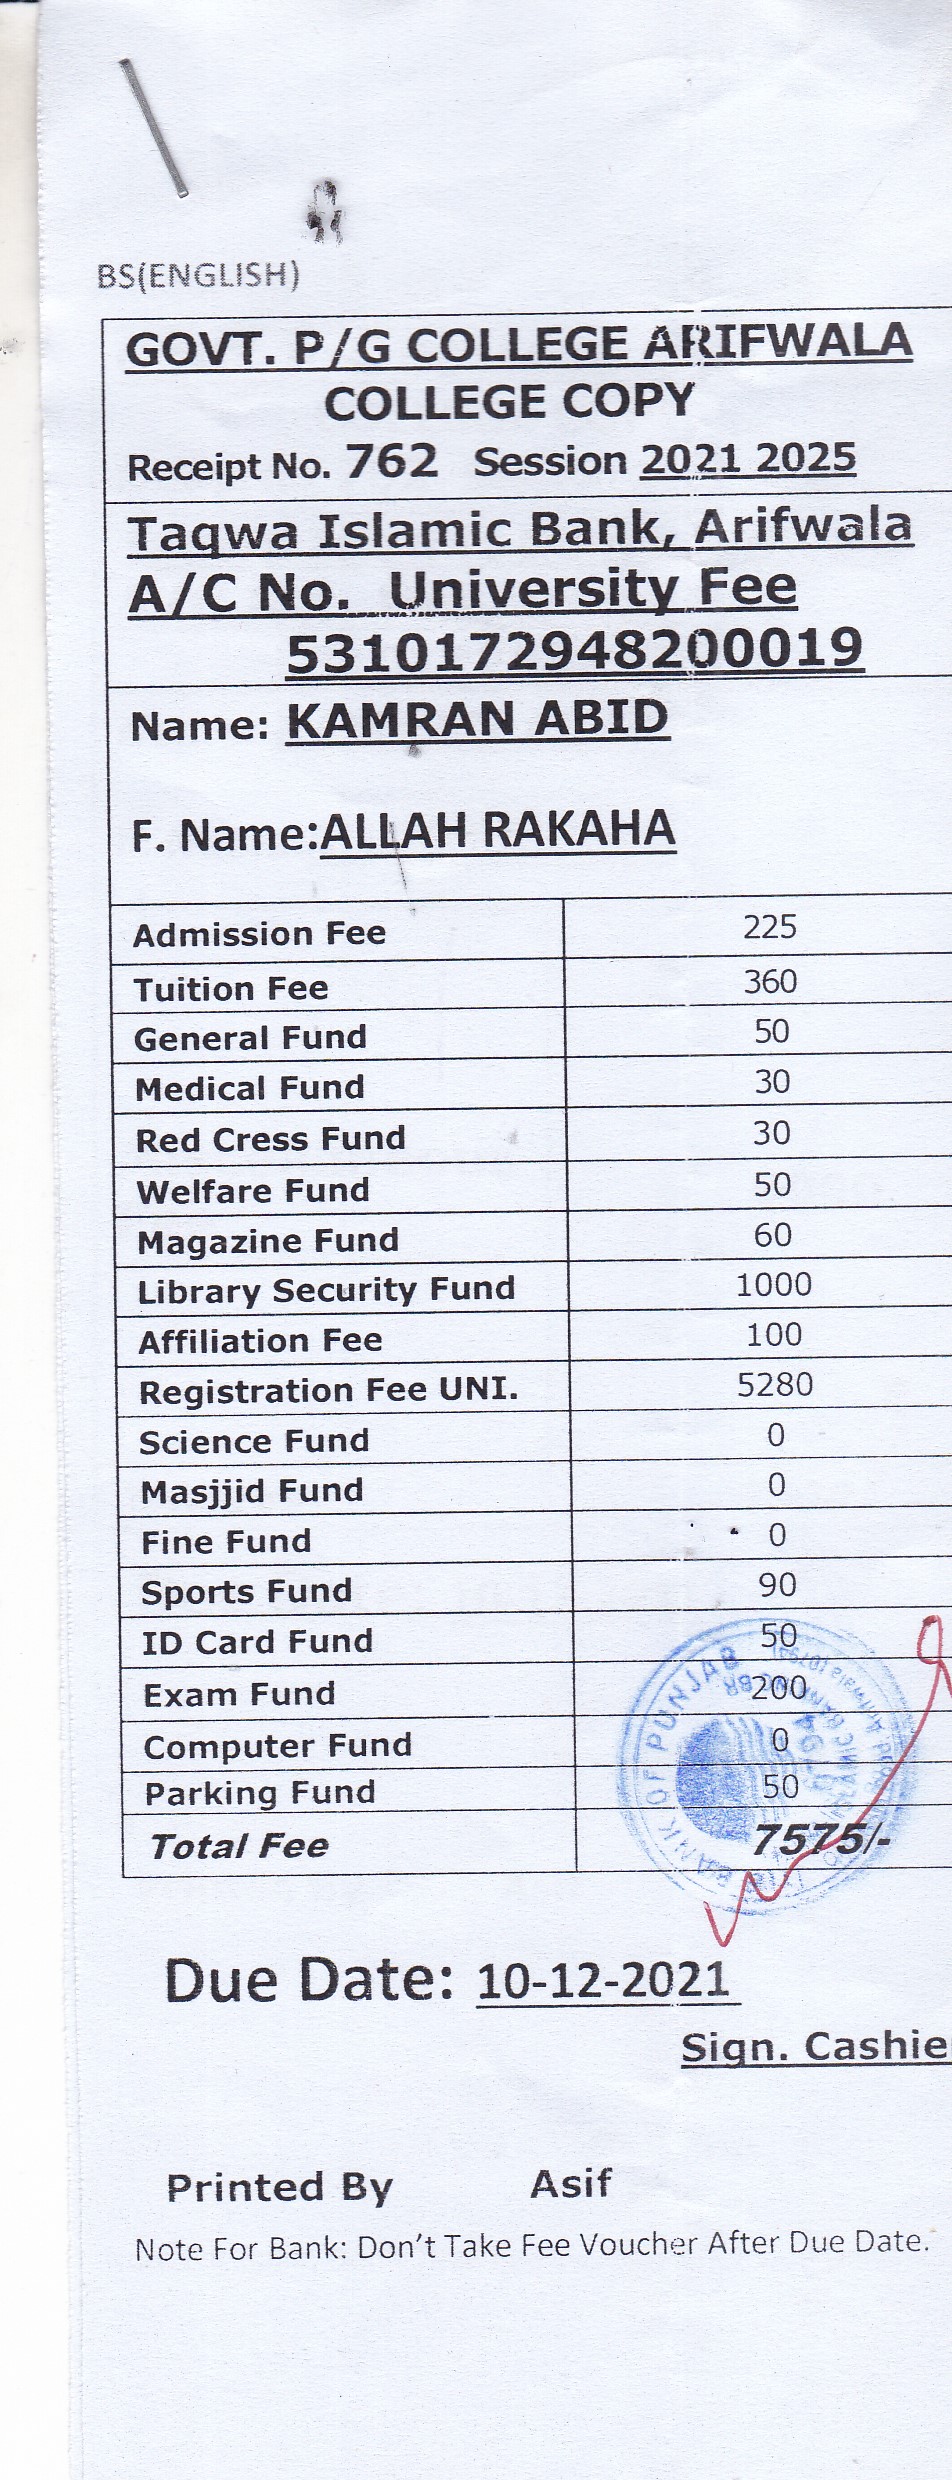 BS(ENGLISH)
GOVT. P/G COLLEGE ARIFWALA
COLLEGE COPY
Receipt No. 762 Session 2021 2025
Taqwa Islamic Bank, Arifwala
A/C No. University Fee
5310172948200019
Name: KAMRAN ABID
F. Name:ALLAH RAKAHA
Admission Fee 225
Tuition Fee 360
General Fund 50
Medical Fund 30
Red Cress Fund 30
Welfare Fund 50
Magazine Fund 60
Library Security Fund 1000
Affiliation Fee 100
Registration Fee UNI. 5280
Science Fund 0
Masjjid Fund 0
Fine Fund 0
Sports Fund 90
ID Card Fund 50
Exam Fund 200
Computer Fund 0
Parking Fund 50
Total Fee 7575/-
BANK OF PUNJAB
Due Date: 10-12-2021
Sign. Cashie
Printed By Asif
Note For Bank: Don't Take Fee Voucher After Due Date.